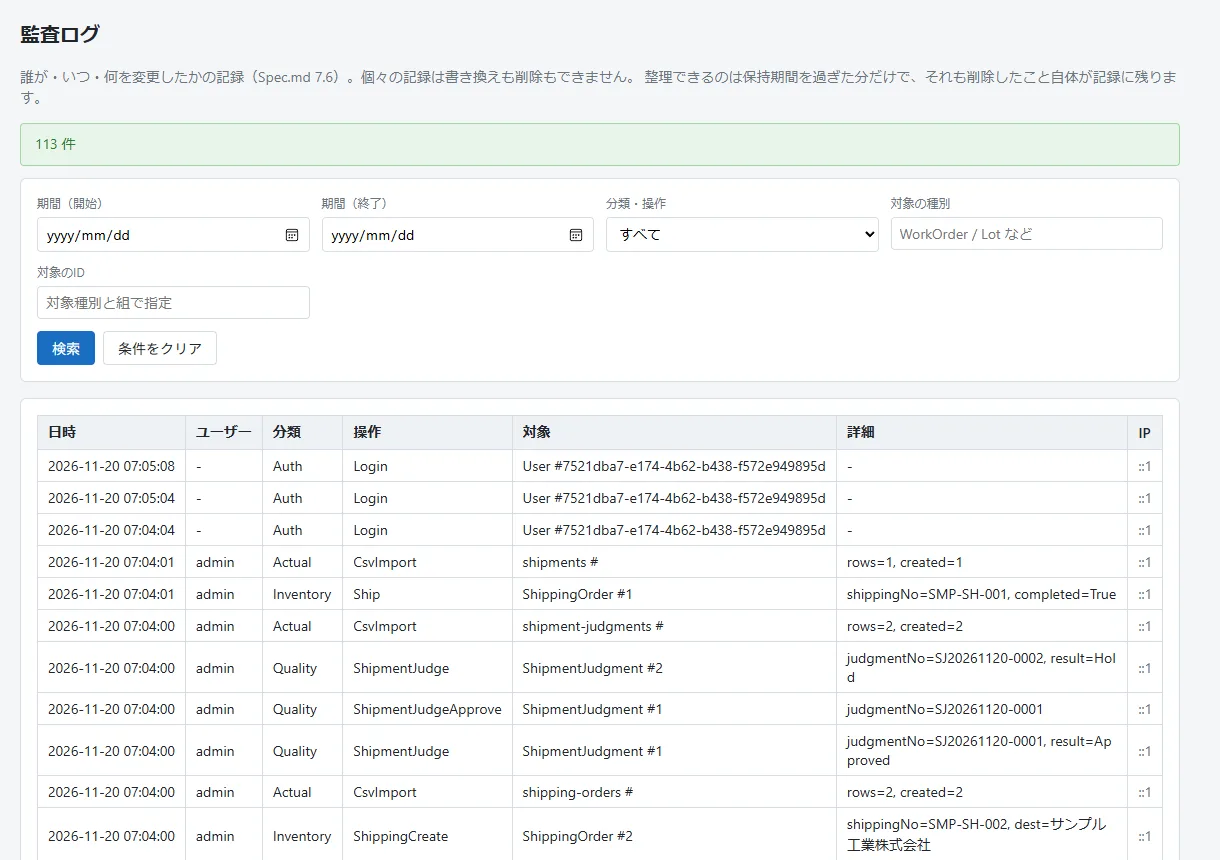 監査ログ
誰が・いつ・何を変更したかの記録（Spec.md 7.6）。個々の記録は書き換えも削除もできません。 整理できるのは保持期間を過ぎた分だけで、それも削除したこと自体が記録に残りま
す。
113 件
期間（開始） 期間（終了） 分類・操作 対象の種別
yyyy/mm/dd yyyy/mm/dd すべて WorkOrder / Lot など
対象のID
対象種別と組で指定
検索 条件をクリア
日時 ユーザー 分類 操作 対象 詳細 IP
2026-11-20 07:05:08 - Auth Login User #7521dba7-e174-4b62-b438-f572e949895d - ::1
2026-11-20 07:05:04 - Auth Login User #7521dba7-e174-4b62-b438-f572e949895d - ::1
2026-11-20 07:04:04 - Auth Login User #7521dba7-e174-4b62-b438-f572e949895d - ::1
2026-11-20 07:04:01 admin Actual CsvImport shipments # rows=1, created=1 ::1
2026-11-20 07:04:01 admin Inventory Ship ShippingOrder #1 shippingNo=SMP-SH-001, completed=True ::1
2026-11-20 07:04:00 admin Actual CsvImport shipment-judgments # rows=2, created=2 ::1
2026-11-20 07:04:00 admin Quality ShipmentJudge ShipmentJudgment #2 judgmentNo=SJ20261120-0002, result=Hol
d ::1
2026-11-20 07:04:00 admin Quality ShipmentJudgeApprove ShipmentJudgment #1 judgmentNo=SJ20261120-0001 ::1
2026-11-20 07:04:00 admin Quality ShipmentJudge ShipmentJudgment #1 judgmentNo=SJ20261120-0001, result=Ap
proved ::1
2026-11-20 07:04:00 admin Actual CsvImport shipping-orders # rows=2, created=2 ::1
2026-11-20 07:04:00 admin Inventory ShippingCreate ShippingOrder #2 shippingNo=SMP-SH-002, dest=サンプル
工業株式会社 ::1